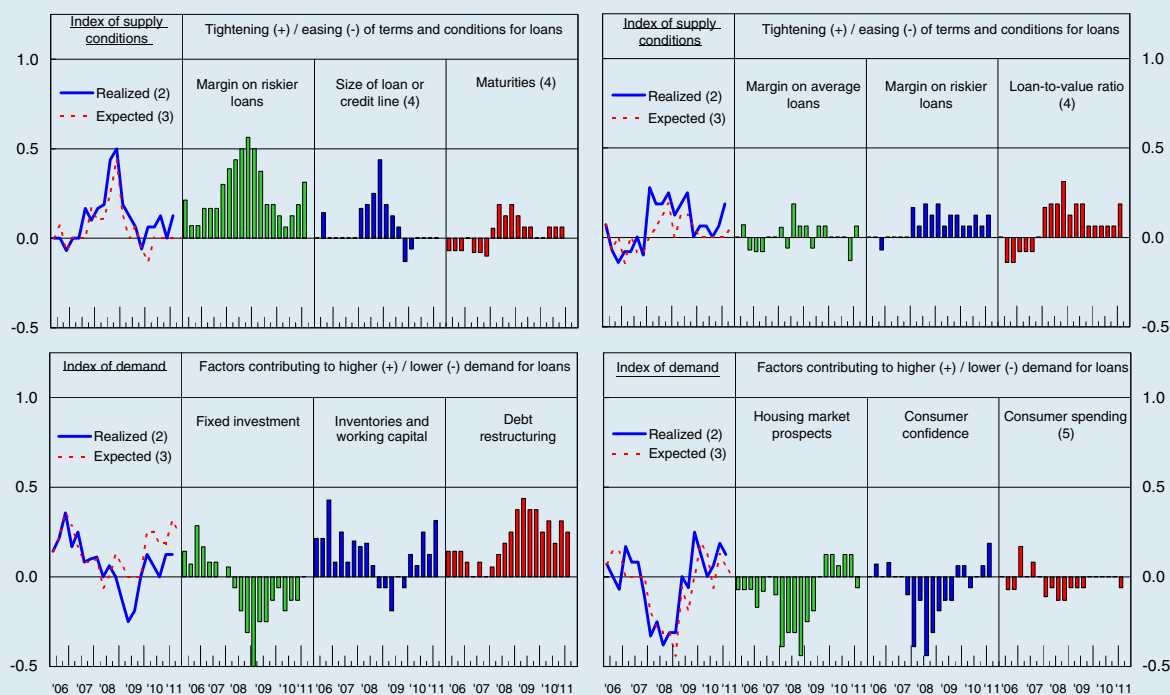 Index of supply
conditions
Tightening (+) / easing (-) of terms and conditions for loans
Realized (2)
Expected (3)
Margin on riskier
loans
Size of loan or
credit line (4)
Maturities (4)
1.0
0.5
0.0
-0.5
Index of supply
conditions
Tightening (+) / easing (-) of terms and conditions for loans
Realized (2)
Expected (3)
Margin on average
loans
Margin on riskier
loans
Loan-to-value ratio
(4)
1.0
0.5
0.0
-0.5
Index of demand
Factors contributing to higher (+) / lower (-) demand for loans
Realized (2)
Expected (3)
Fixed investment
Inventories and
working capital
Debt
restructuring
1.0
0.5
0.0
-0.5
'06 '07 '08 '09 '10 '11
'06 '07 '08 '09 '10 '11
'06 '07 '08 '09 '10 '11
'06 '07 '08 '09 '10 '11
Index of demand
Factors contributing to higher (+) / lower (-) demand for loans
Realized (2)
Expected (3)
Housing market
prospects
Consumer
confidence
Consumer spending
(5)
1.0
0.5
0.0
-0.5
'06 '07 '08 '09 '10 '11
'06 '07 '08 '09 '10 '11
'06 '07 '08 '09 '10 '11
'06 '07 '08 '09 '10 '11